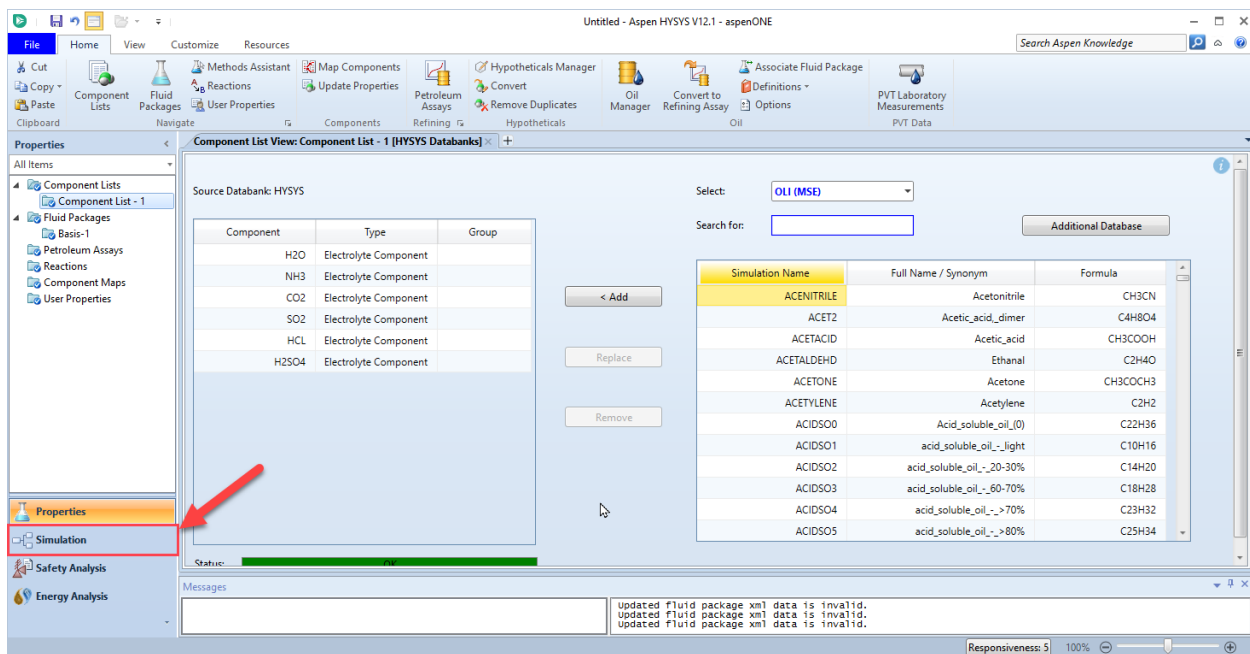 Untitled - Aspen HYSYS V12.1 - aspenONE
File Home View Customize Resources Search Aspen Knowledge
Cut
Copy
Paste
Clipboard
Component Lists
Fluid Packages
Methods Assistant
Reactions
User Properties
Navigate
Map Components
Update Properties
Components
Petroleum Assays
Refining
Hypotheticals Manager
Convert
Remove Duplicates
Hypotheticals
Oil Manager
Convert to Refining Assay
Associate Fluid Package
Definitions
Options
Oil
PVT Laboratory Measurements
PVT Data
Properties
All Items
Component Lists
Component List - 1
Fluid Packages
Basis-1
Petroleum Assays
Reactions
Component Maps
User Properties
Properties
Simulation
Safety Analysis
Energy Analysis
Component List View: Component List - 1 [HYSYS Databanks] +
Source Databank: HYSYS
Component Type Group
H2O Electrolyte Component
NH3 Electrolyte Component
CO2 Electrolyte Component
SO2 Electrolyte Component
HCL Electrolyte Component
H2SO4 Electrolyte Component
< Add
Replace
Remove
Select: OLI (MSE)
Search for: Additional Database
Simulation Name Full Name / Synonym Formula
ACENITRILE Acetonitrile CH3CN
ACET2 Acetic_acid,_dimer C4H8O4
ACETACID Acetic_acid CH3COOH
ACETALDEHD Ethanal C2H4O
ACETONE Acetone CH3COCH3
ACETYLENE Acetylene C2H2
ACIDSO0 Acid_soluble_oil_(0) C22H36
ACIDSO1 acid_soluble_oil_-_light C10H16
ACIDSO2 acid_soluble_oil_-_20-30% C14H20
ACIDSO3 acid_soluble_oil_-_60-70% C18H28
ACIDSO4 acid_soluble_oil_-_>70% C23H32
ACIDSO5 acid_soluble_oil_-_>80% C25H34
Status: OK
Messages
Updated fluid package xml data is invalid.
Updated fluid package xml data is invalid.
Updated fluid package xml data is invalid.
Responsiveness: 5 100%